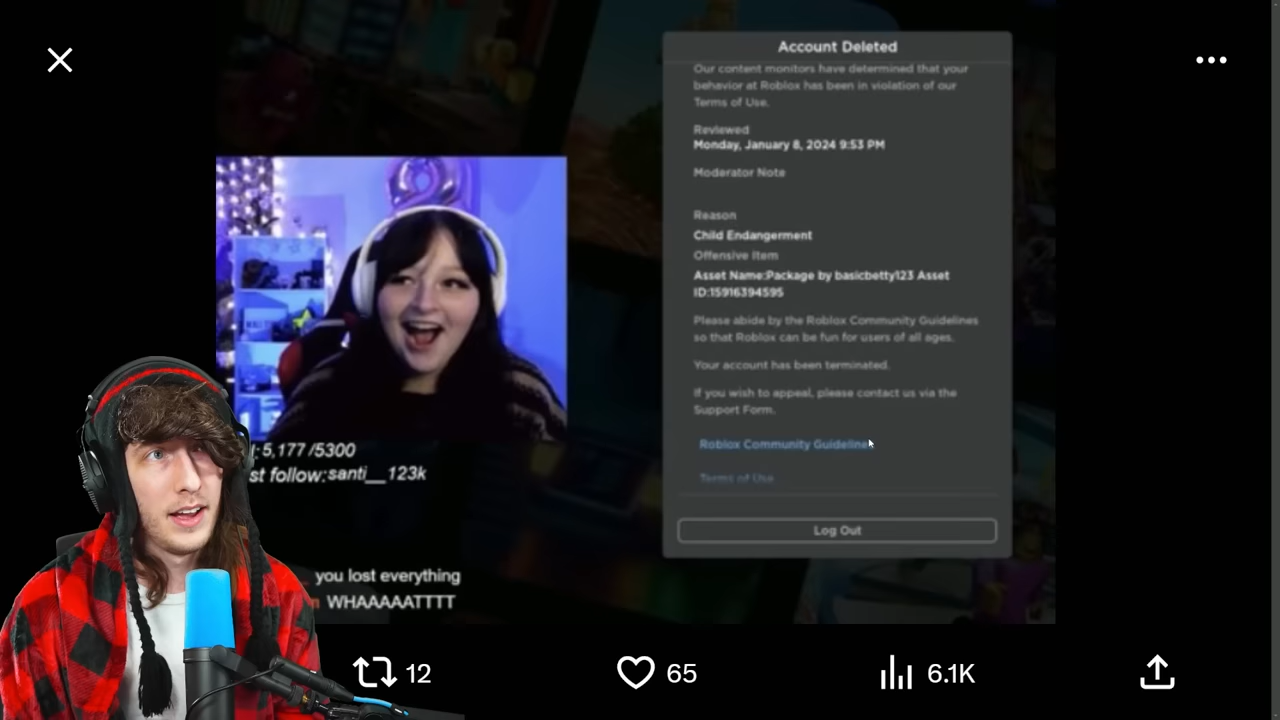 Account Deleted
Our content monitors have determined that your
behavior at Roblox has been in violation of our
Terms of Use.
Reviewed
Monday, January 8, 2024 9:53 PM
Moderator Note
Reason
Child Endangerment
Offensive Item
Asset Name:Package by basicbetty123 Asset
ID:15916394595
Please abide by the Roblox Community Guidelines
so that Roblox can be fun for users of all ages.
Your account has been terminated.
If you wish to appeal, please contact us via the
Support Form.
Roblox Community Guideline
Terms of Use
Log Out
: 5,177 /5300
st follow: santi__123k
you lost everything
WHAAAAATTTT
12
65
6.1K